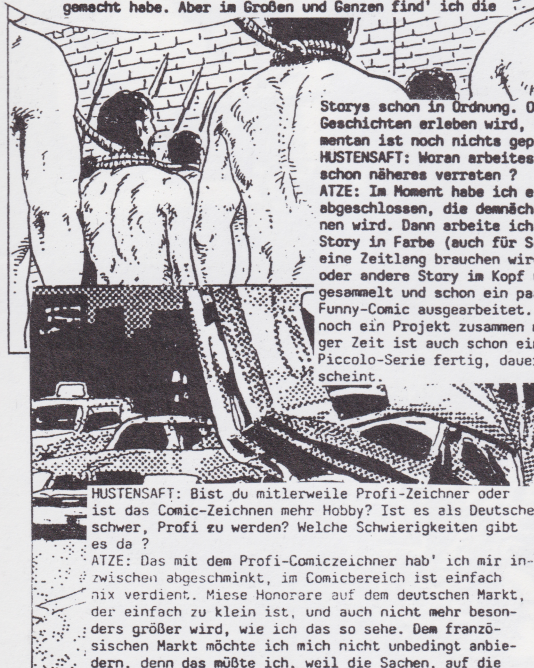 gemacht habe. Aber im Großen und Ganzen find' ich die
Storys schon in Ordnung.
Geschichten erleben wird,
mentan ist noch nichts
HUSTENSAFT: Woran
schon näheres verraten ?
ATZE: Im Moment habe ich
abgeschlossen, die
nen wird. Dann arbeite ich
Story in Farbe (auch für
eine Zeitlang brauchen
oder andere Story im Kopf
gesammelt und schon ein
Funny-Comic ausgearbeitet.
noch ein Projekt zusammen
ger Zeit ist auch schon
Piccolo-Serie fertig,
scheint.
HUSTENSAFT: Bist du mitlerweile Profi-Zeichner oder
ist das Comic-Zeichnen mehr Hobby? Ist es als Deutsche
schwer, Profi zu werden? Welche Schwierigkeiten gibt
es da ?
ATZE: Das mit dem Profi-Comiczeichner hab' ich mir in-
zwischen abgeschminkt, im Comicbereich ist einfach
nix verdient. Miese Honorare auf dem deutschen Markt,
der einfach zu klein ist, und auch nicht mehr beson-
ders größer wird, wie ich das so sehe. Dem franzö-
sischen Markt möchte ich mich nicht unbedingt anbie-
dern, denn das müßte ich, weil die Sachen, auf die